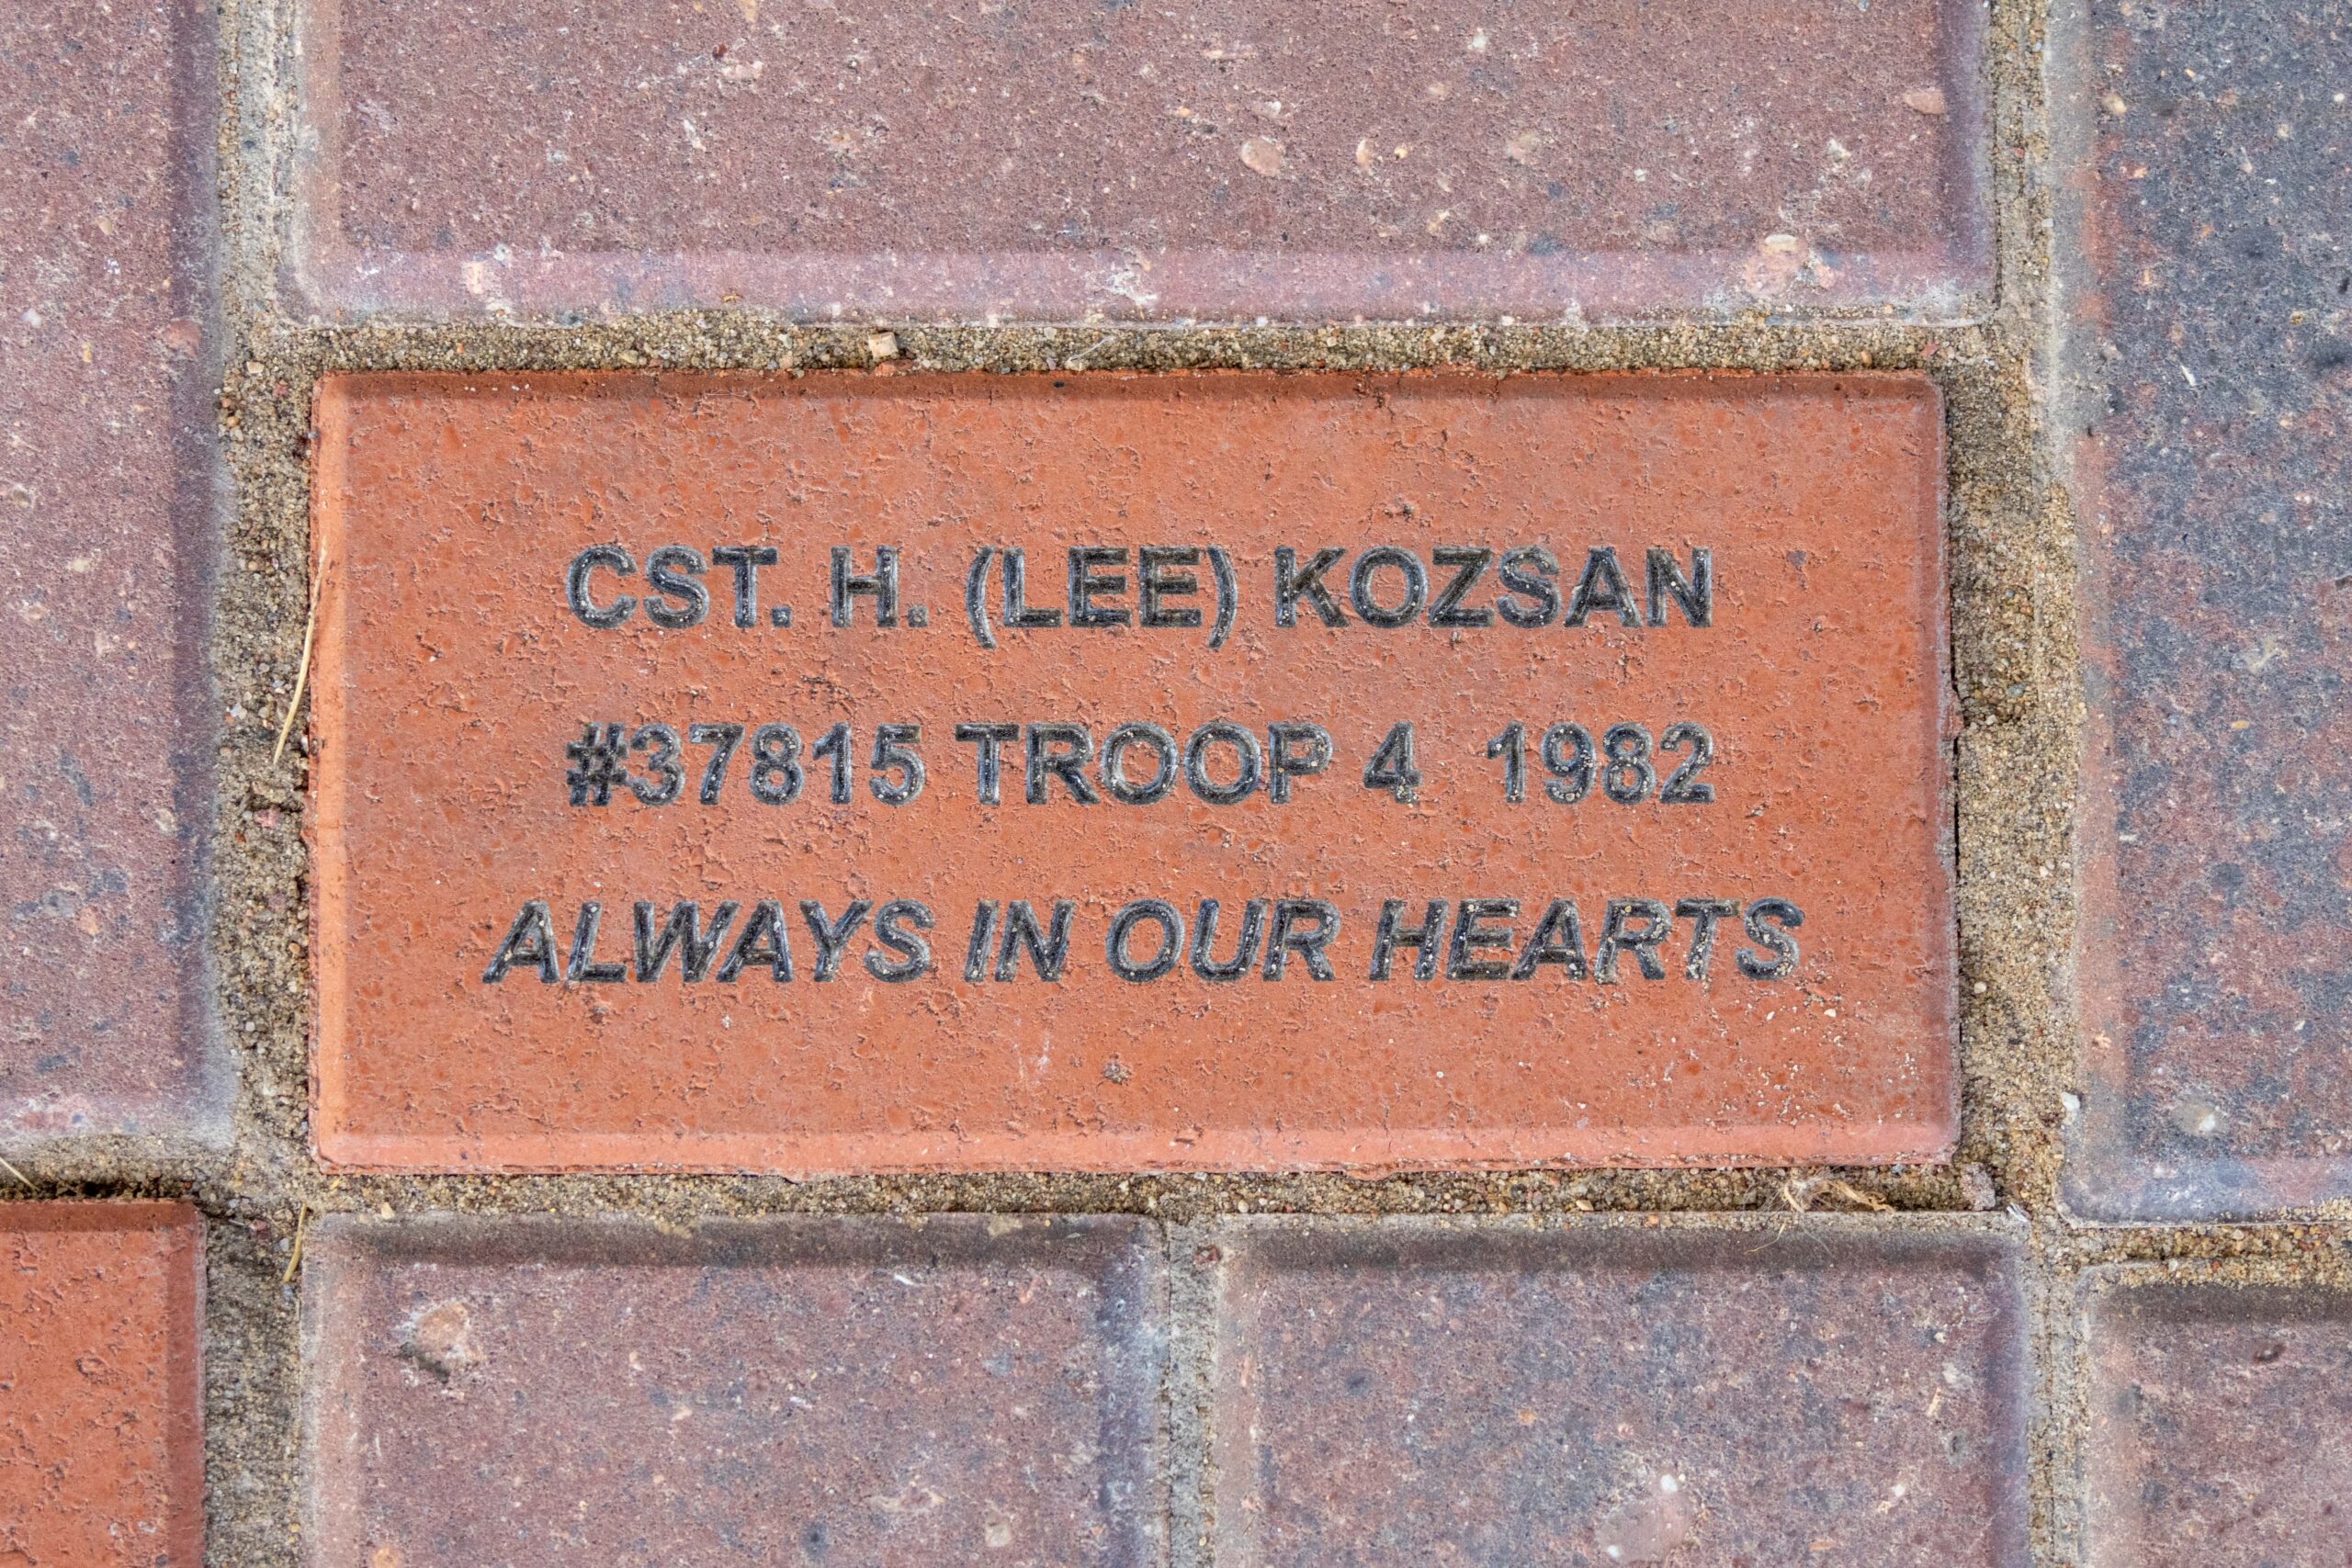 CST. H. (LEE) KOZSAN
#37815 TROOP 4 1982
ALWAYS IN OUR HEARTS